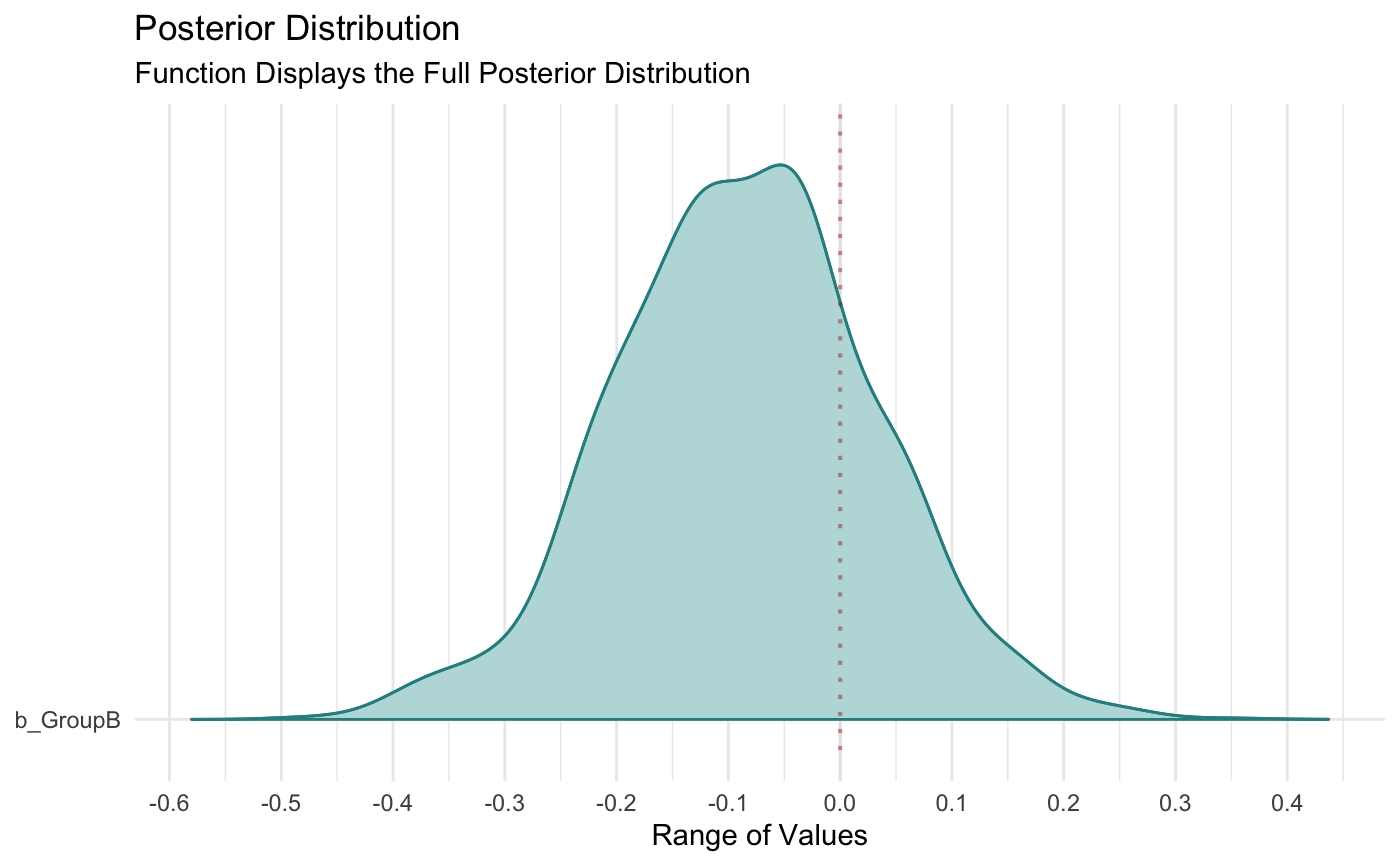 Posterior Distribution
Function Displays the Full Posterior Distribution
b_GroupB
-0.6 -0.5 -0.4 -0.3 -0.2 -0.1 0.0 0.1 0.2 0.3 0.4
Range of Values